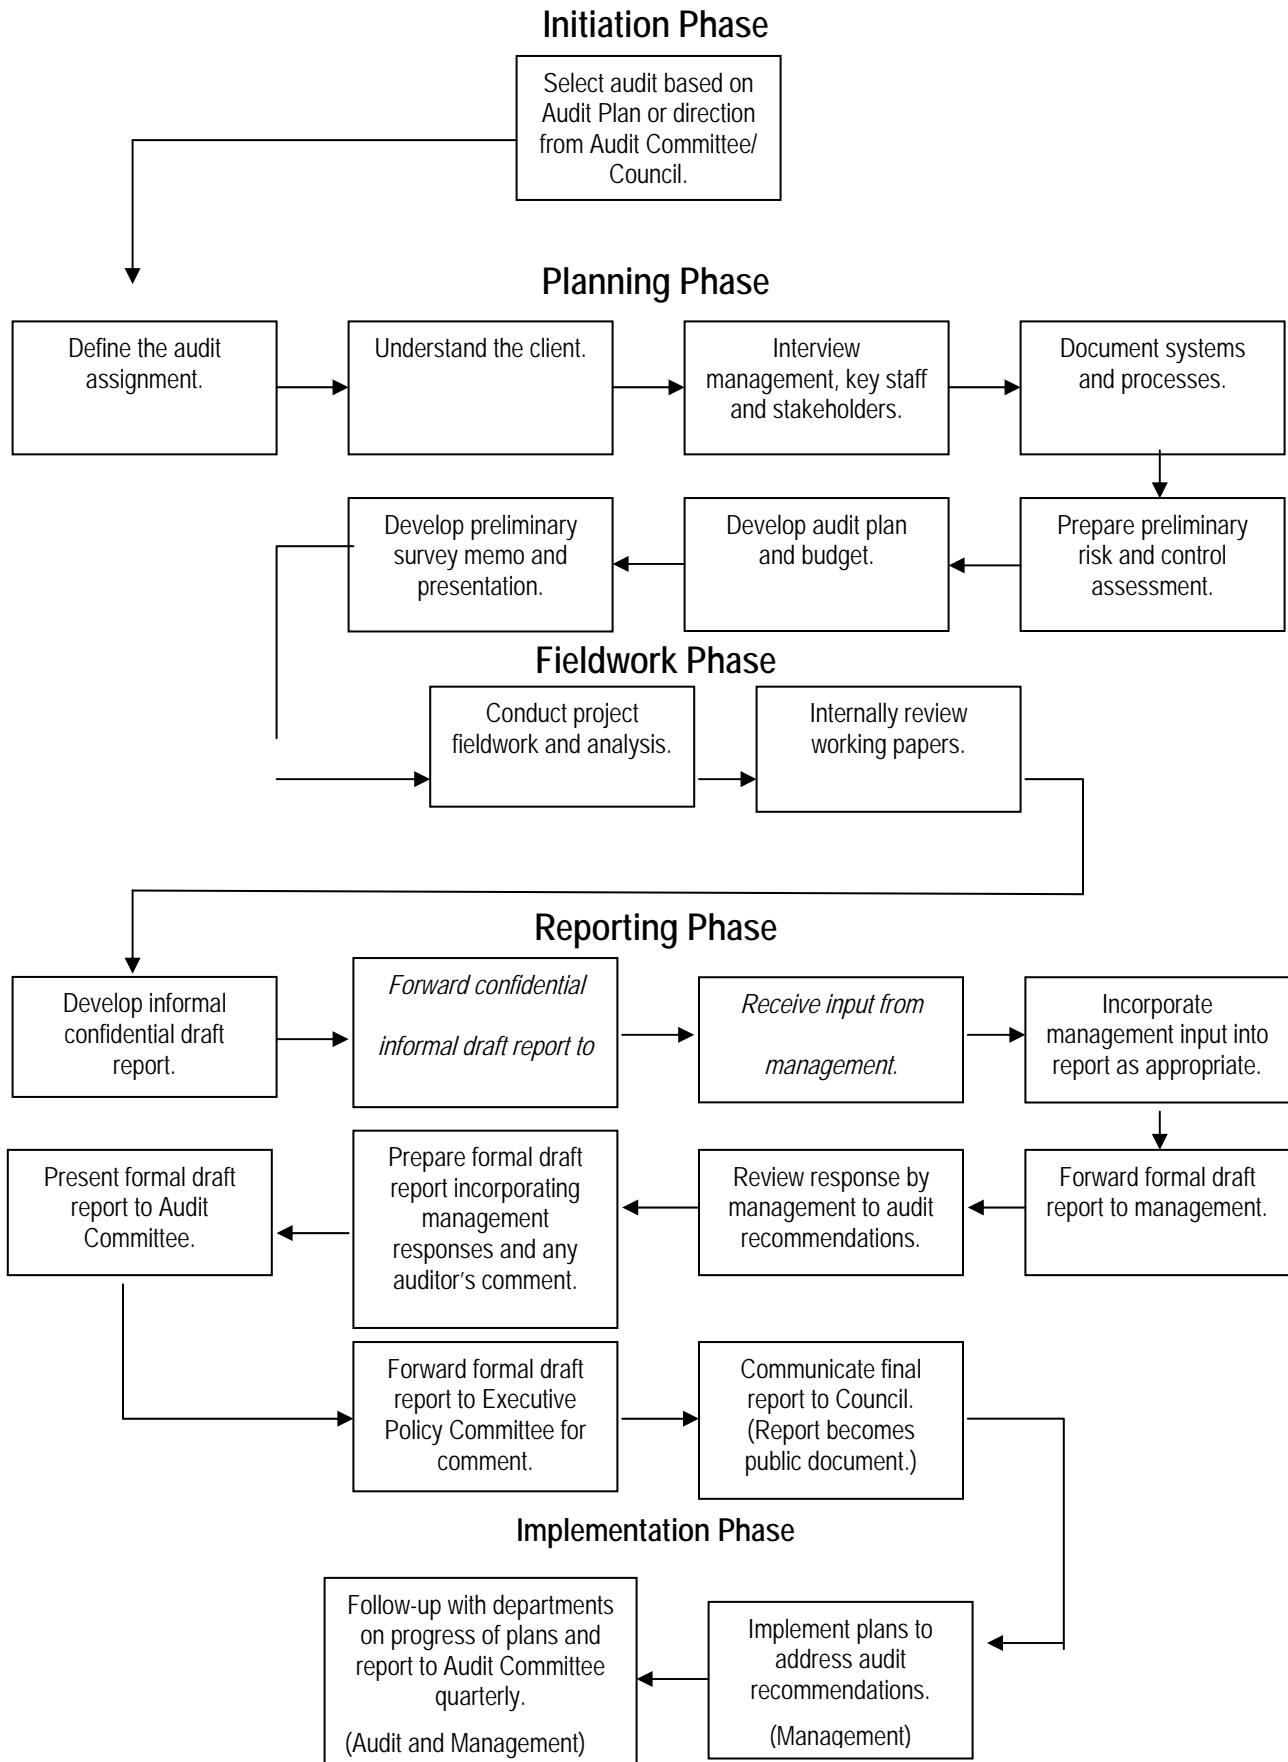 Initiation Phase
Select audit based on
Audit Plan or direction
from Audit Committee/
Council.
Planning Phase
Define the audit
assignment.
Understand the client.
Interview
management, key staff
and stakeholders.
Document systems
and processes.
Prepare preliminary
risk and control
assessment.
Develop audit plan
and budget.
Develop preliminary
survey memo and
presentation.
Fieldwork Phase
Conduct project
fieldwork and analysis.
Internally review
working papers.
Reporting Phase
Develop informal
confidential draft
report.
Forward confidential
informal draft report to
Receive input from
management.
Incorporate
management input into
report as appropriate.
Forward formal draft
report to management.
Review response by
management to audit
recommendations.
Prepare formal draft
report incorporating
management
responses and any
auditor's comment.
Present formal draft
report to Audit
Committee.
Forward formal draft
report to Executive
Policy Committee for
comment.
Communicate final
report to Council.
(Report becomes
public document.)
Implementation Phase
Implement plans to
address audit
recommendations.
(Management)
Follow-up with departments
on progress of plans and
report to Audit Committee
quarterly.
(Audit and Management)